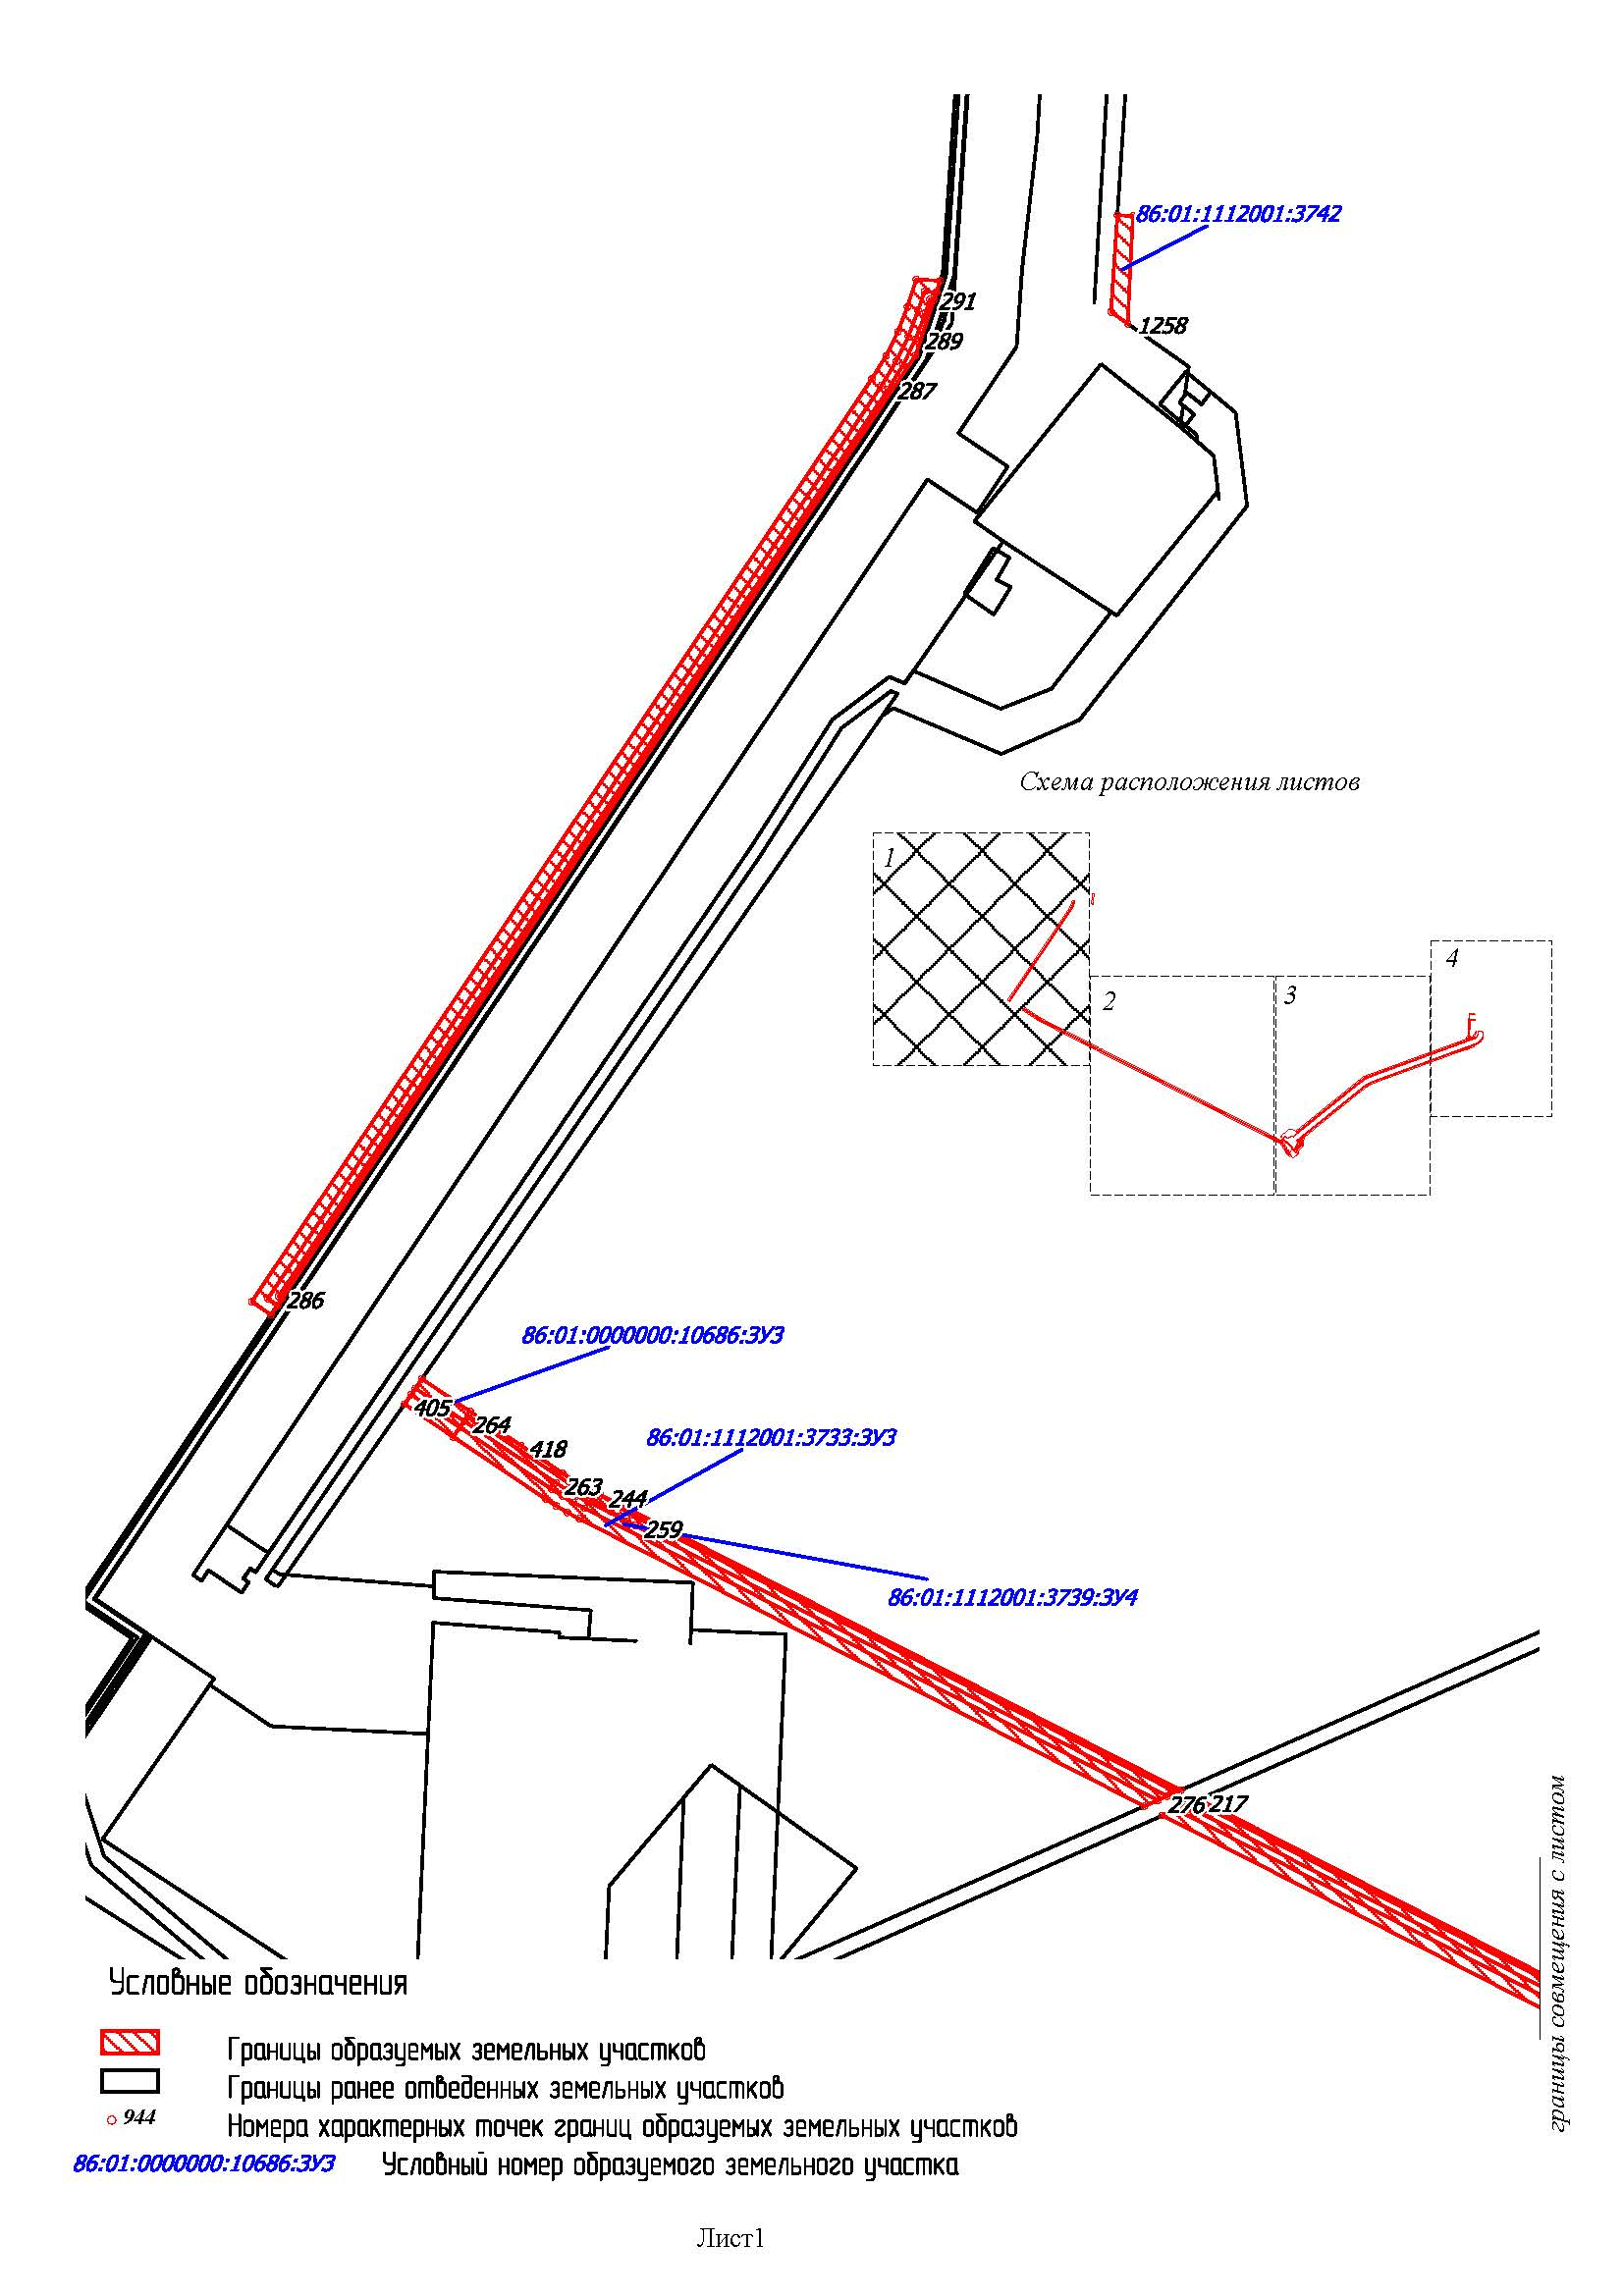 86:01:1112001:3742
291
1258
289
287
Схема расположения листов
1
4
2
3
286
86:01:0000000:10686:ЗУ3
405
264
86:01:1112001:3733:ЗУ3
418
263
244
259
86:01:1112001:3739:ЗУ4
276
217
границы совмещения с листом
Условные обозначения
Границы образуемых земельных участков
Границы ранее отведенных земельных участков
944 Номера характерных точек границ образуемых земельных участков
86:01:0000000:10686:ЗУ3 Условный номер образуемого земельного участка
Лист1